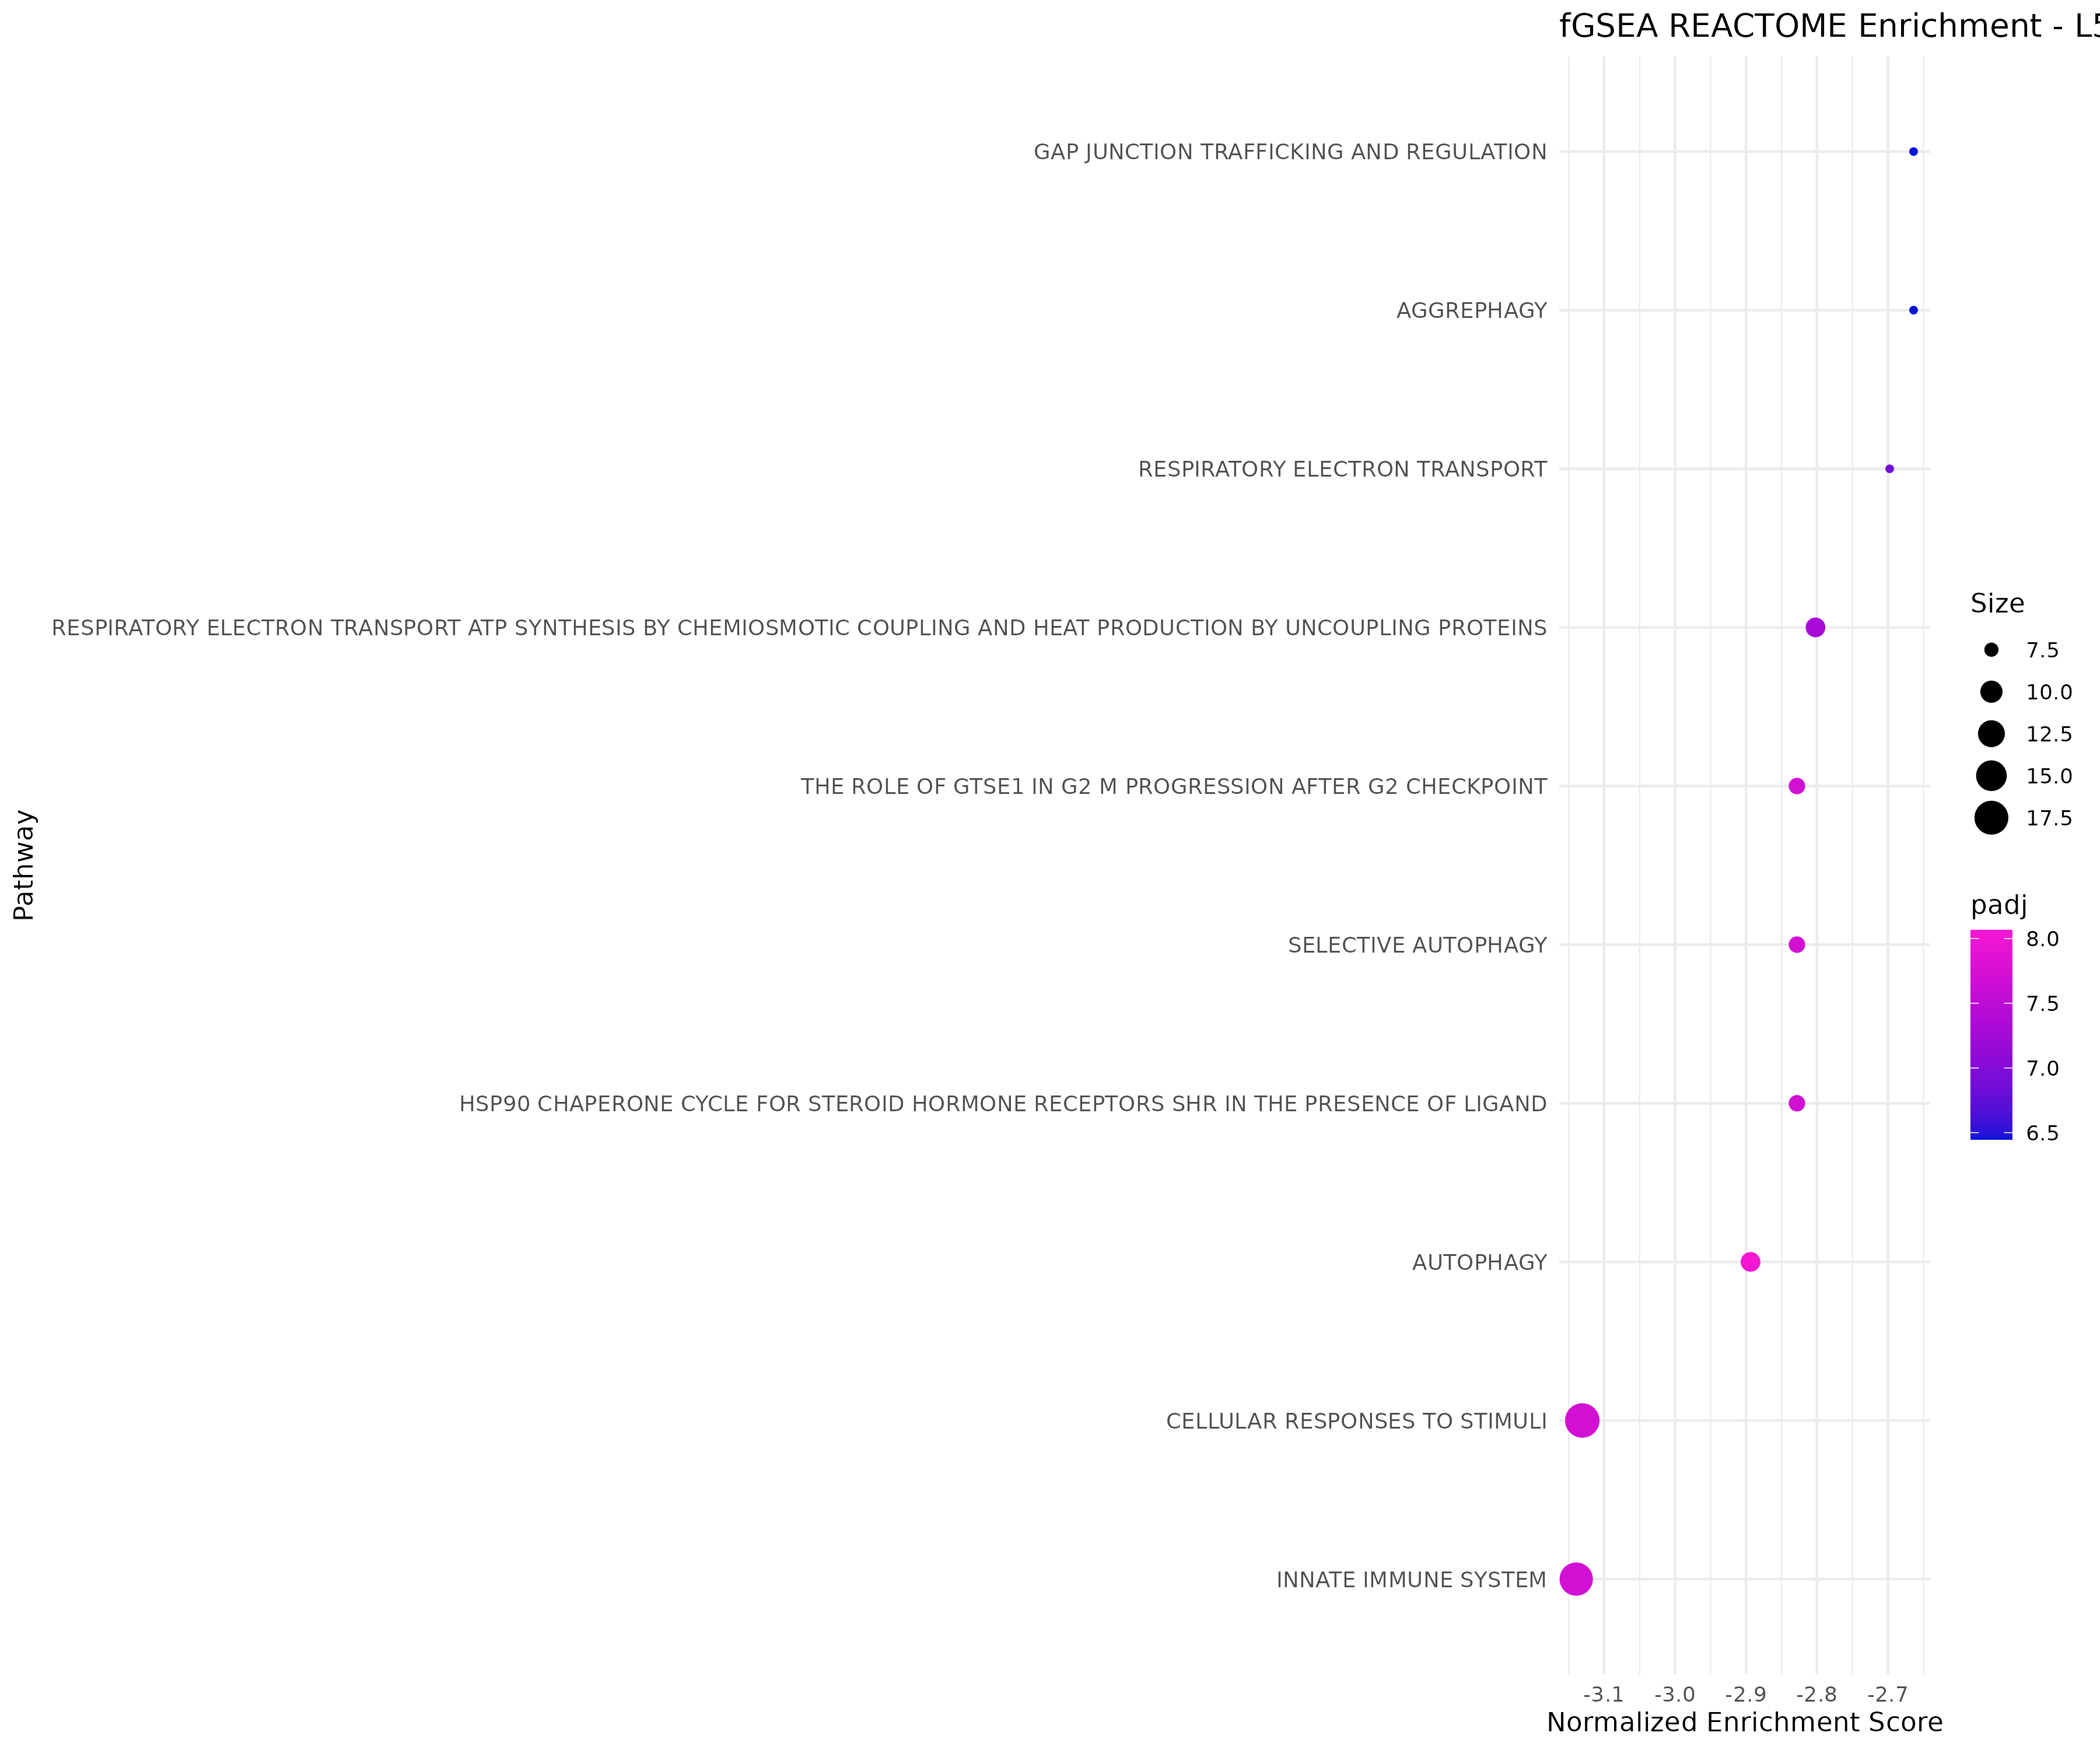 fGSEA REACTOME Enrichment - L5
GAP JUNCTION TRAFFICKING AND REGULATION
AGGREPHAGY
RESPIRATORY ELECTRON TRANSPORT
RESPIRATORY ELECTRON TRANSPORT ATP SYNTHESIS BY CHEMIOSMOTIC COUPLING AND HEAT PRODUCTION BY UNCOUPLING PROTEINS
THE ROLE OF GTSE1 IN G2 M PROGRESSION AFTER G2 CHECKPOINT
SELECTIVE AUTOPHAGY
HSP90 CHAPERONE CYCLE FOR STEROID HORMONE RECEPTORS SHR IN THE PRESENCE OF LIGAND
AUTOPHAGY
CELLULAR RESPONSES TO STIMULI
INNATE IMMUNE SYSTEM
Pathway
-3.1 -3.0 -2.9 -2.8 -2.7
Normalized Enrichment Score
Size
7.5
10.0
12.5
15.0
17.5
padj
8.0
7.5
7.0
6.5